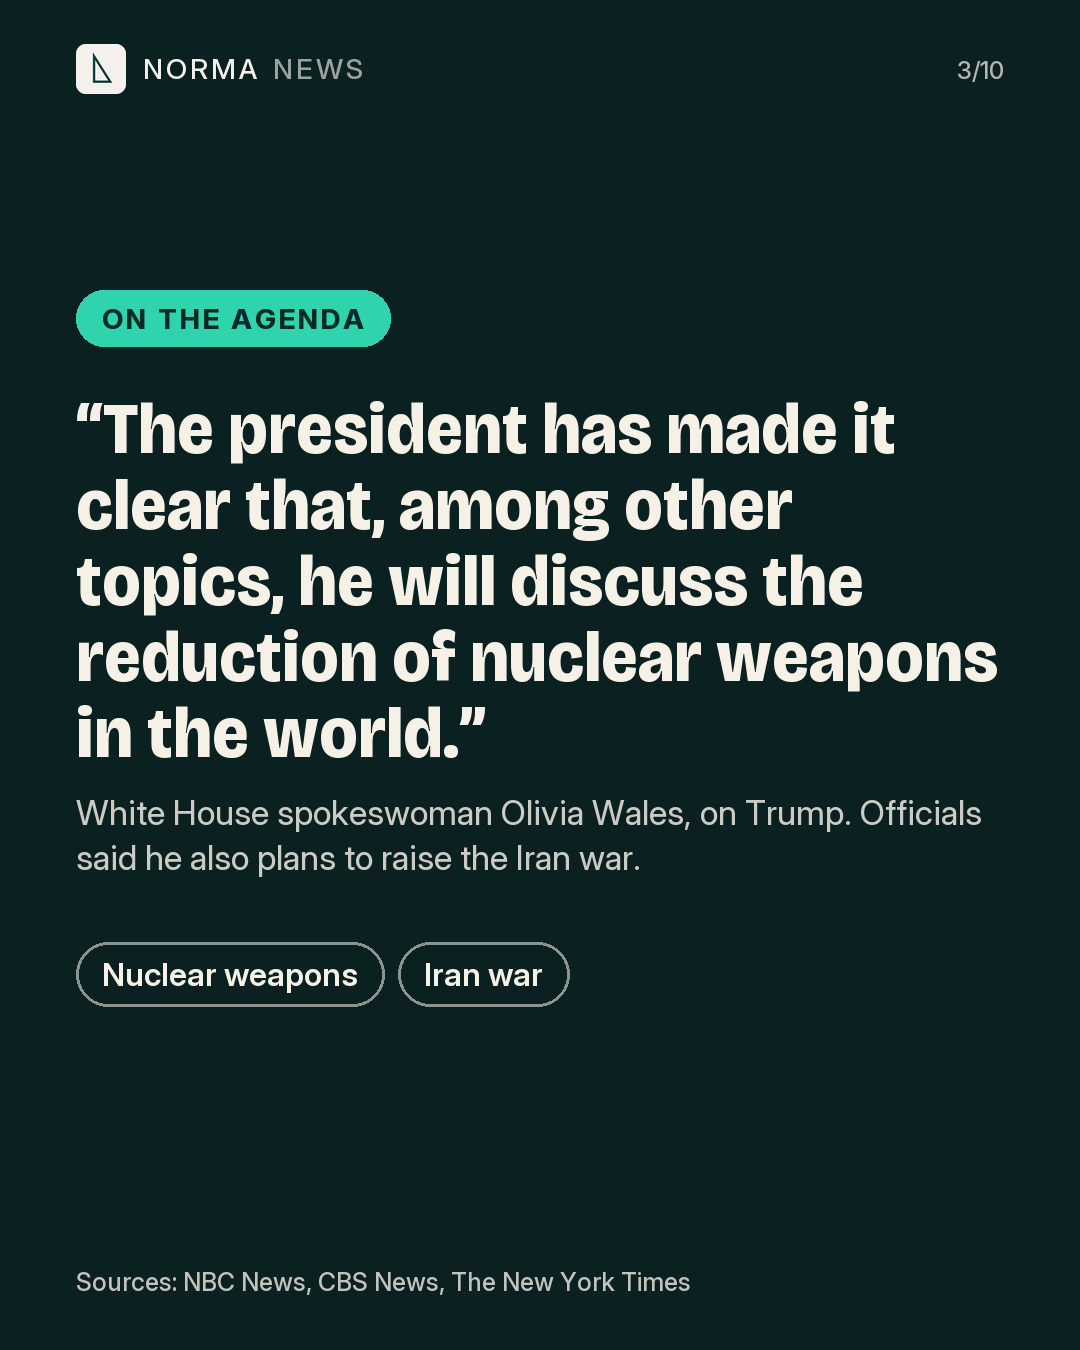 NORMA NEWS
3/10
ON THE AGENDA
“The president has made it
clear that, among other
topics, he will discuss the
reduction of nuclear weapons
in the world.”
White House spokeswoman Olivia Wales, on Trump. Officials
said he also plans to raise the Iran war.
Nuclear weapons
Iran war
Sources: NBC News, CBS News, The New York Times